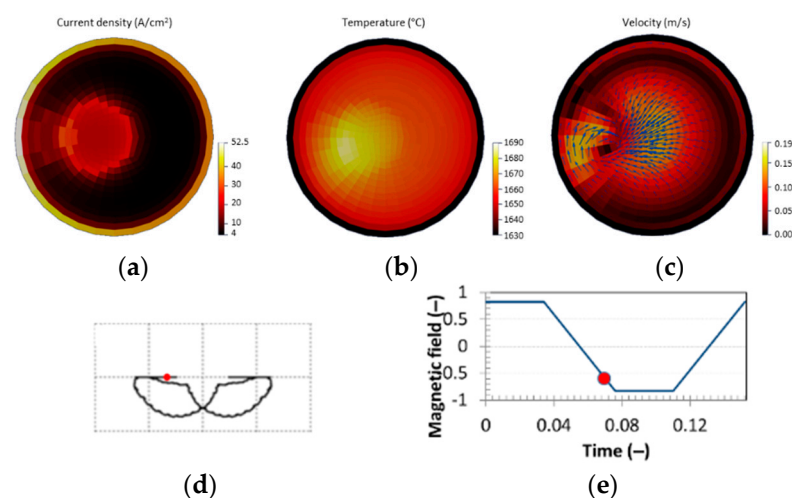 Current density (A/cm²)
Temperature (°C)
Velocity (m/s)
52.5
40
30
20
10
4
1690
1680
1670
1660
1650
1640
1630
0.19
0.15
0.10
0.05
0.00
(a)
(b)
(c)
Magnetic field (–)
1
0.5
0
-0.5
-1
0
0.04
0.08
0.12
Time (–)
(d)
(e)